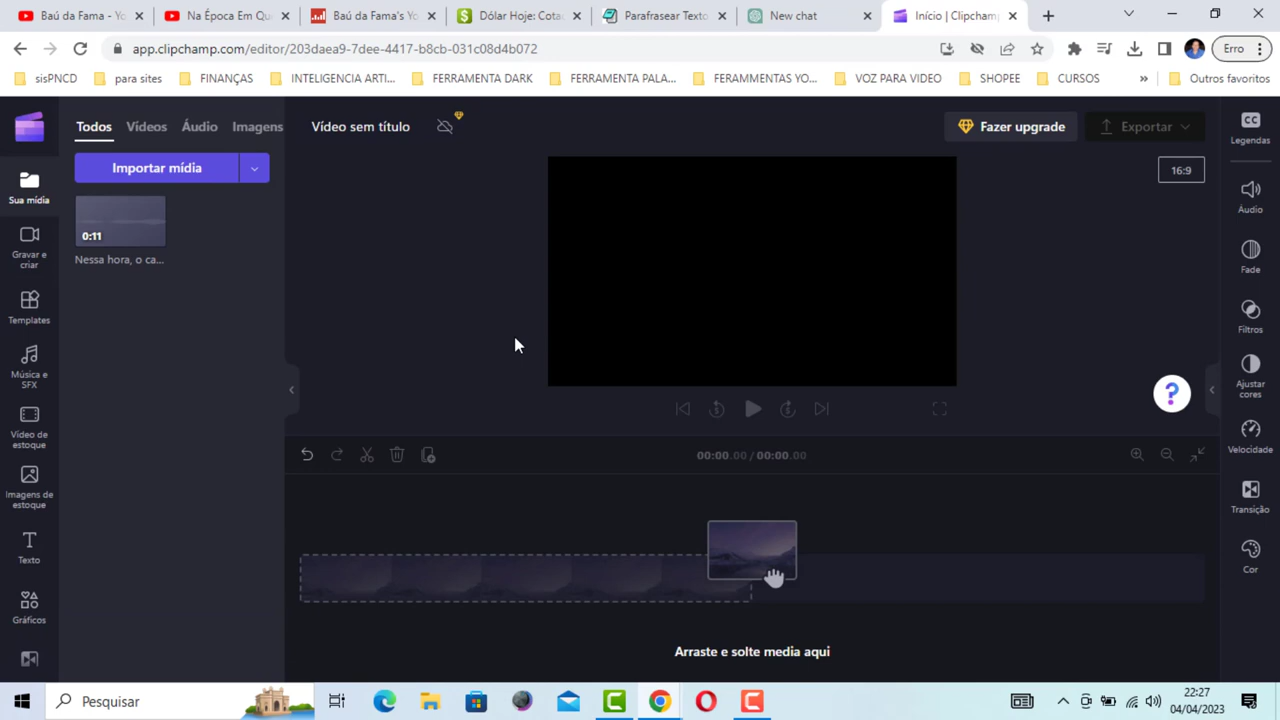 Baú da Fama - Yo
Na Época Em Qu
Baú da Fama's Yo
Dólar Hoje: Cota
Parafrasear Texto
New chat
Início | Clipcham
app.clipchamp.com/editor/203daea9-7dee-4417-b8cb-031c08d4b072
Erro
sisPNCD
para sites
FINANÇAS
INTELIGENCIA ARTI...
FERRAMENTA DARK
FERRAMENTA PALA...
FERAMMENTAS YO...
VOZ PARA VIDEO
SHOPEE
CURSOS
»
Outros favoritos
Todos
Vídeos
Áudio
Imagens
Vídeo sem título
Fazer upgrade
Exportar
Legendas
Importar mídia
16:9
Sua mídia
0:11
Nessa hora, o ca...
Gravar e
criar
Templates
Música e
SFX
Vídeo de
estoque
Imagens de
estoque
Texto
Gráficos
Áudio
Fade
Filtros
Ajustar
cores
Velocidade
Transição
Cor
5
5
?
00:00.00 / 00:00.00
Arraste e solte media aqui
Pesquisar
22:27
04/04/2023